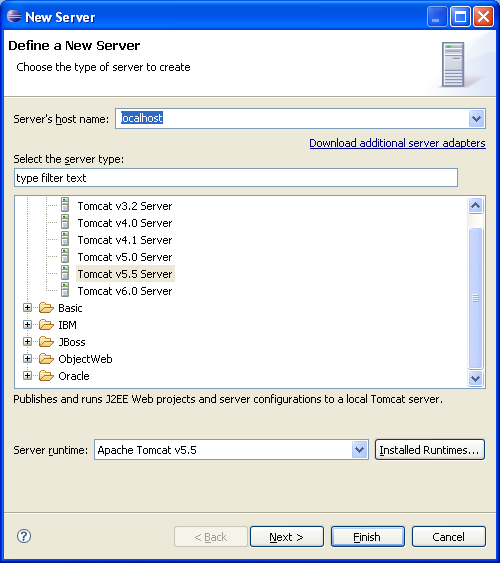 New Server
Define a New Server
Choose the type of server to create
Server's host name: localhost
Download additional server adapters
Select the server type:
type filter text
Tomcat v3.2 Server
Tomcat v4.0 Server
Tomcat v4.1 Server
Tomcat v5.0 Server
Tomcat v5.5 Server
Tomcat v6.0 Server
Basic
IBM
JBoss
ObjectWeb
Oracle
Publishes and runs J2EE Web projects and server configurations to a local Tomcat server.
Server runtime: Apache Tomcat v5.5 Installed Runtimes...
? < Back Next > Finish Cancel